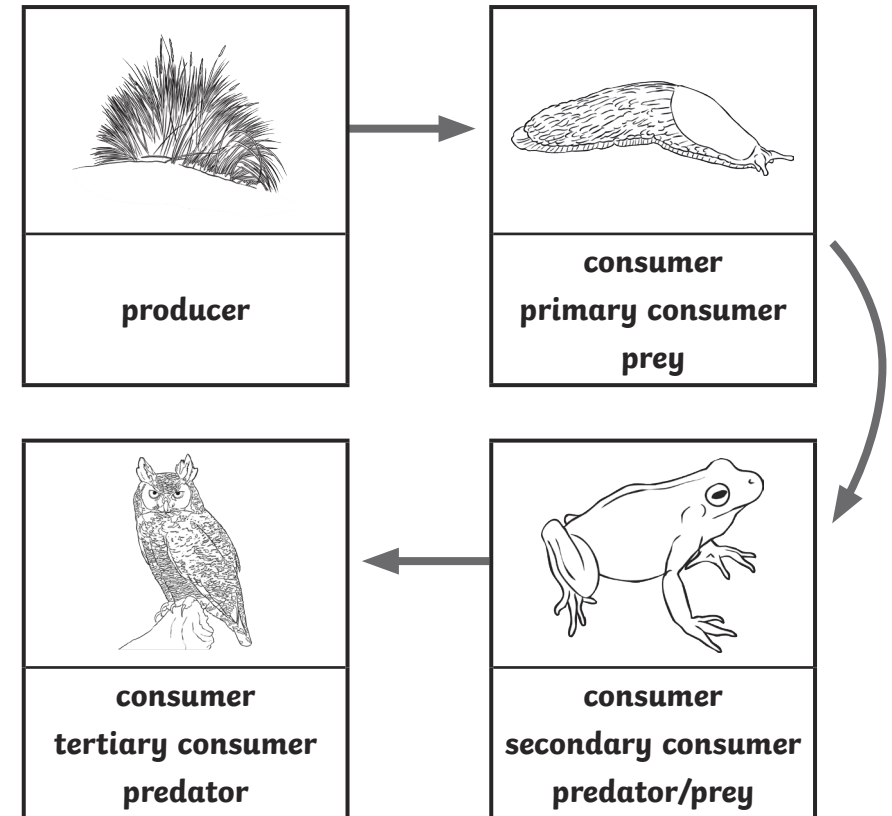 producer
consumer
primary consumer
prey
consumer
tertiary consumer
predator
consumer
secondary consumer
predator/prey